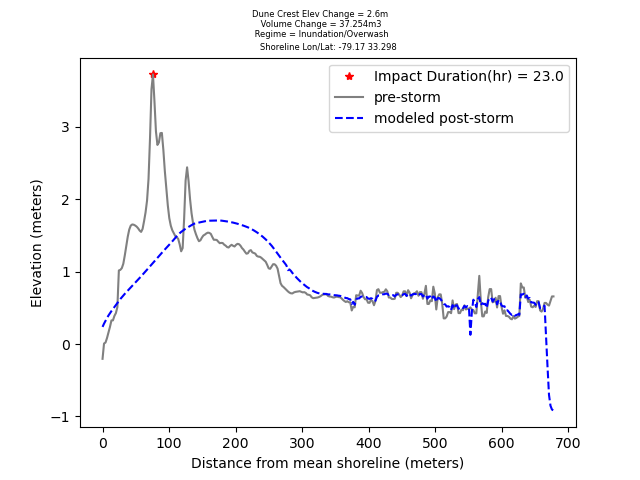 Dune Crest Elev Change = 2.6m
Volume Change = 37.254m3
Regime = Inundation/Overwash
Shoreline Lon/Lat: -79.17 33.298
Impact Duration(hr) = 23.0
pre-storm
modeled post-storm
3
2
1
0
−1
Elevation (meters)
0 100 200 300 400 500 600 700
Distance from mean shoreline (meters)